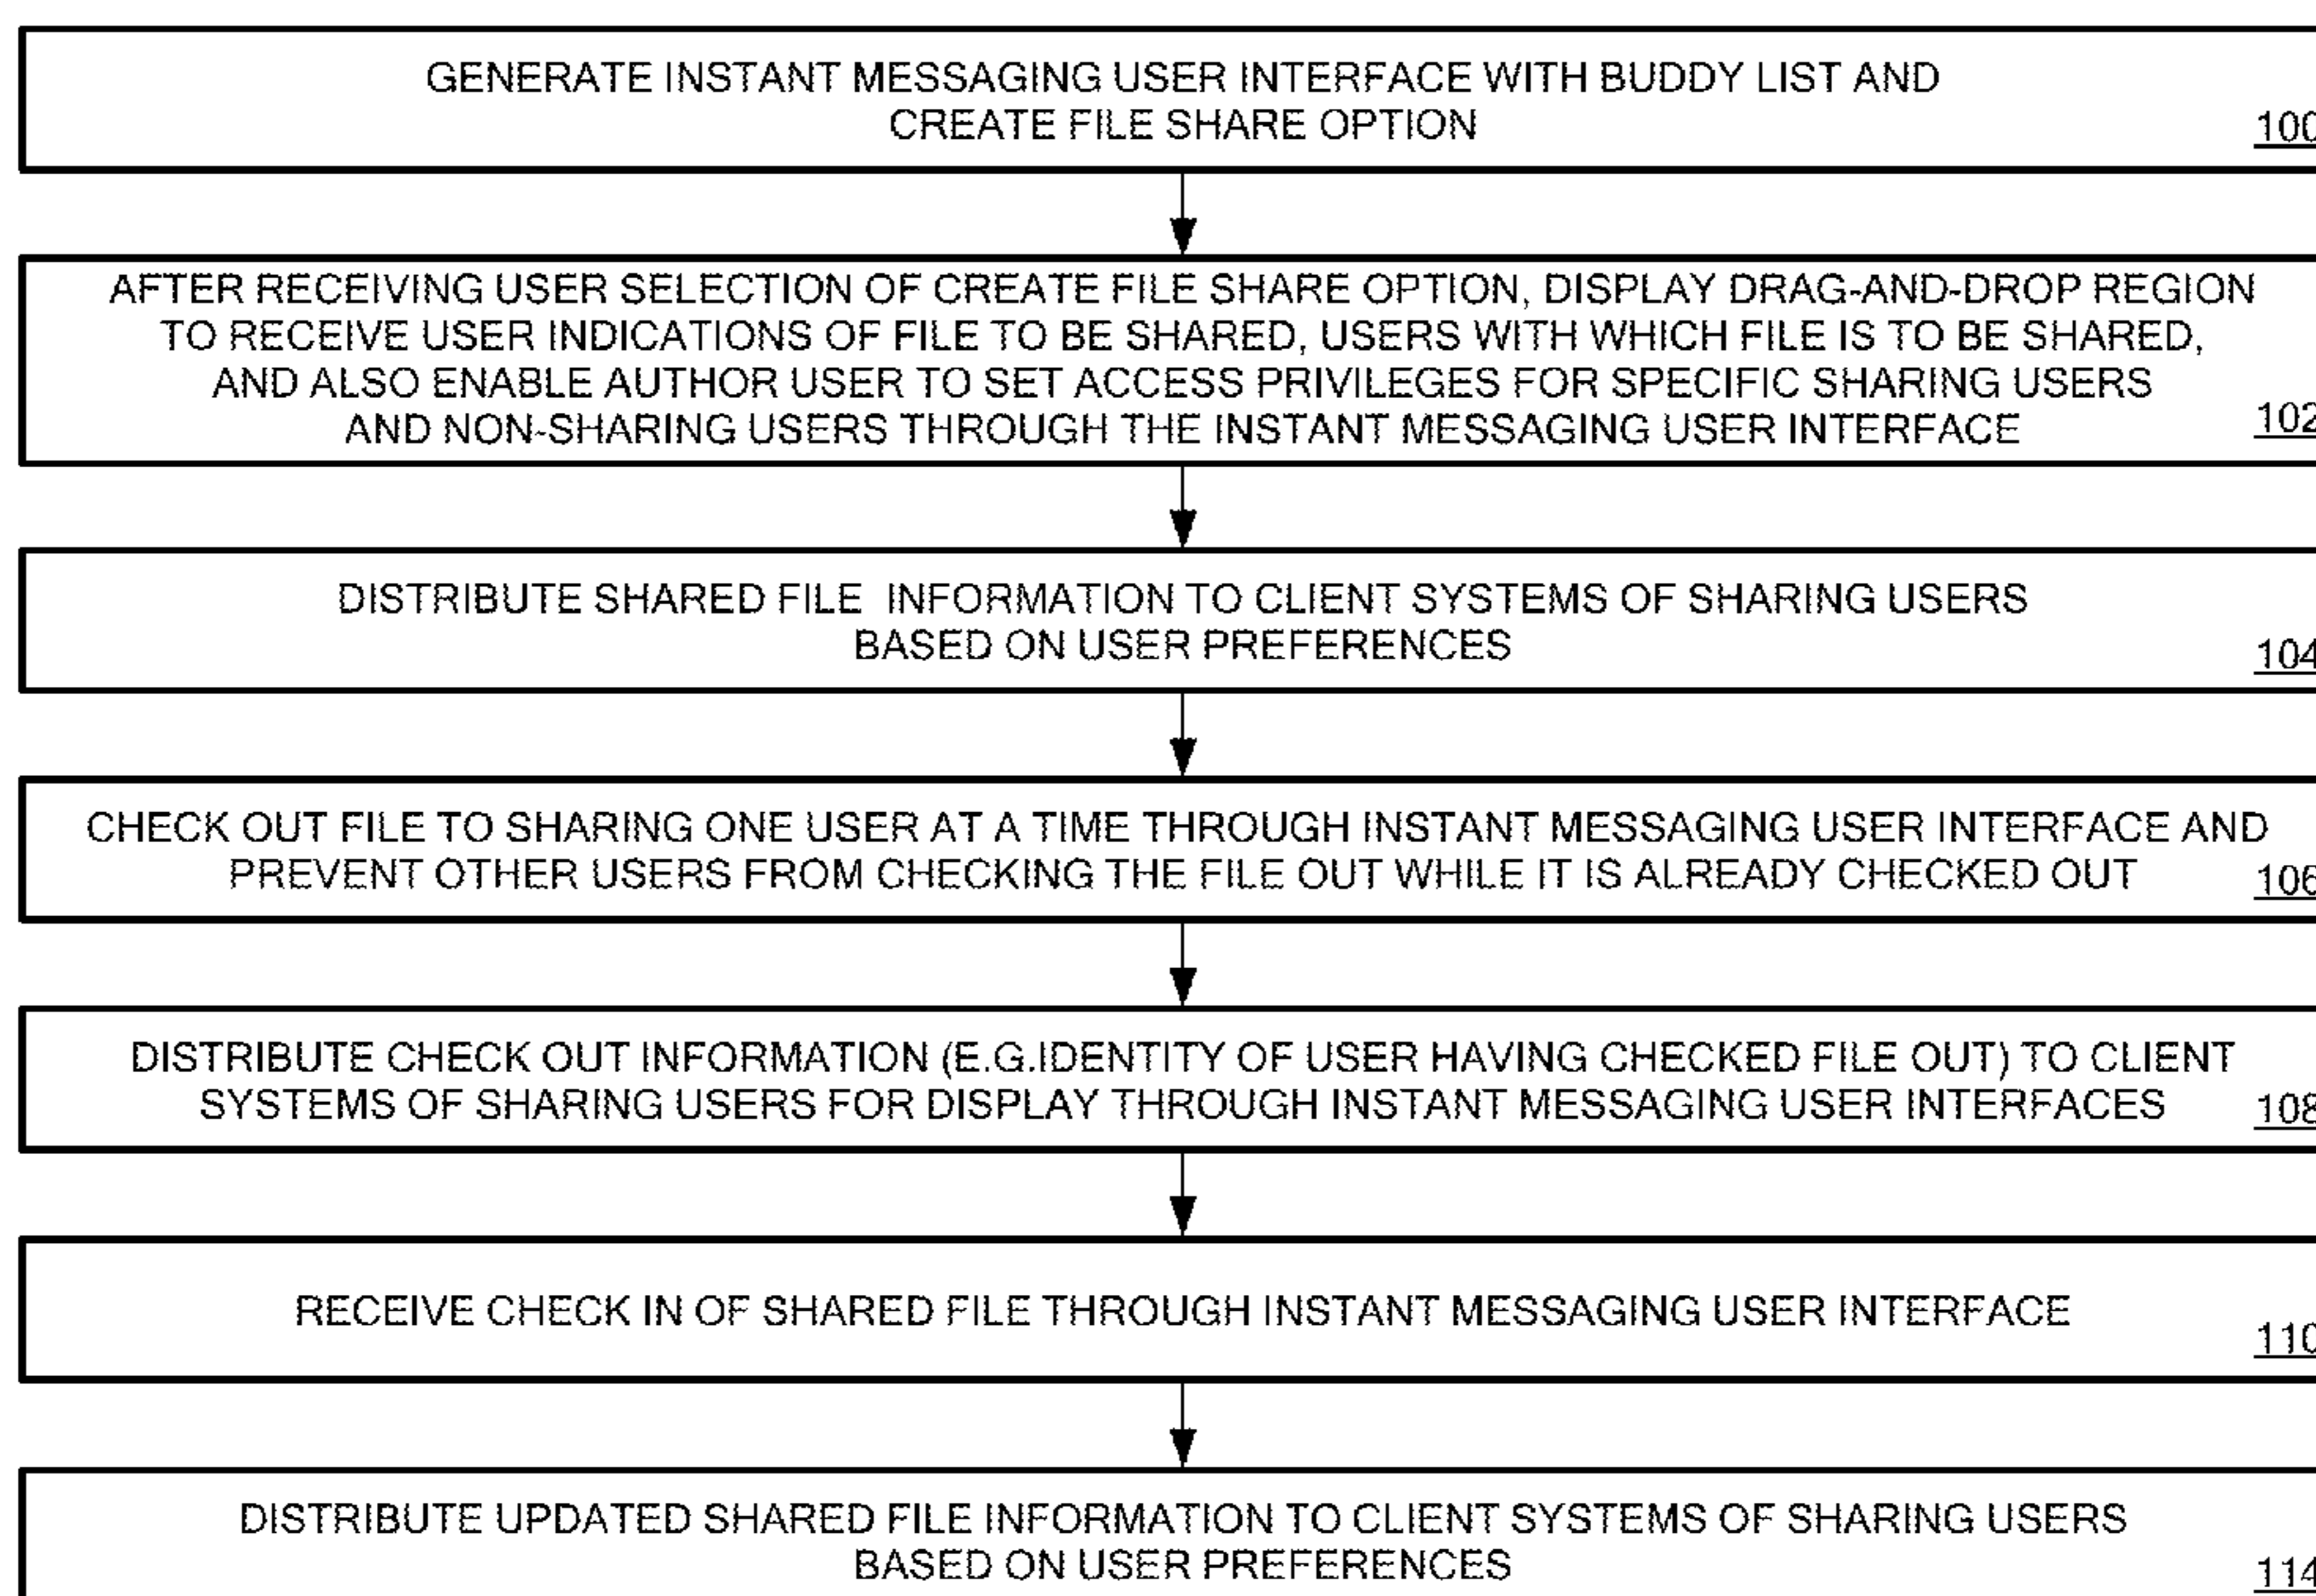 GENERATE INSTANT MESSAGING USER INTERFACE WITH BUDDY LIST AND
CREATE FILE SHARE OPTION
100
AFTER RECEIVING USER SELECTION OF CREATE FILE SHARE OPTION, DISPLAY DRAG-AND-DROP REGION
TO RECEIVE USER INDICATIONS OF FILE TO BE SHARED, USERS WITH WHICH FILE IS TO BE SHARED,
AND ALSO ENABLE AUTHOR USER TO SET ACCESS PRIVILEGES FOR SPECIFIC SHARING USERS
AND NON-SHARING USERS THROUGH THE INSTANT MESSAGING USER INTERFACE
102
DISTRIBUTE SHARED FILE INFORMATION TO CLIENT SYSTEMS OF SHARING USERS
BASED ON USER PREFERENCES
104
CHECK OUT FILE TO SHARING ONE USER AT A TIME THROUGH INSTANT MESSAGING USER INTERFACE AND
PREVENT OTHER USERS FROM CHECKING THE FILE OUT WHILE IT IS ALREADY CHECKED OUT
106
DISTRIBUTE CHECK OUT INFORMATION (E.G.IDENTITY OF USER HAVING CHECKED FILE OUT) TO CLIENT
SYSTEMS OF SHARING USERS FOR DISPLAY THROUGH INSTANT MESSAGING USER INTERFACES
108
RECEIVE CHECK IN OF SHARED FILE THROUGH INSTANT MESSAGING USER INTERFACE
110
DISTRIBUTE UPDATED SHARED FILE INFORMATION TO CLIENT SYSTEMS OF SHARING USERS
BASED ON USER PREFERENCES
114